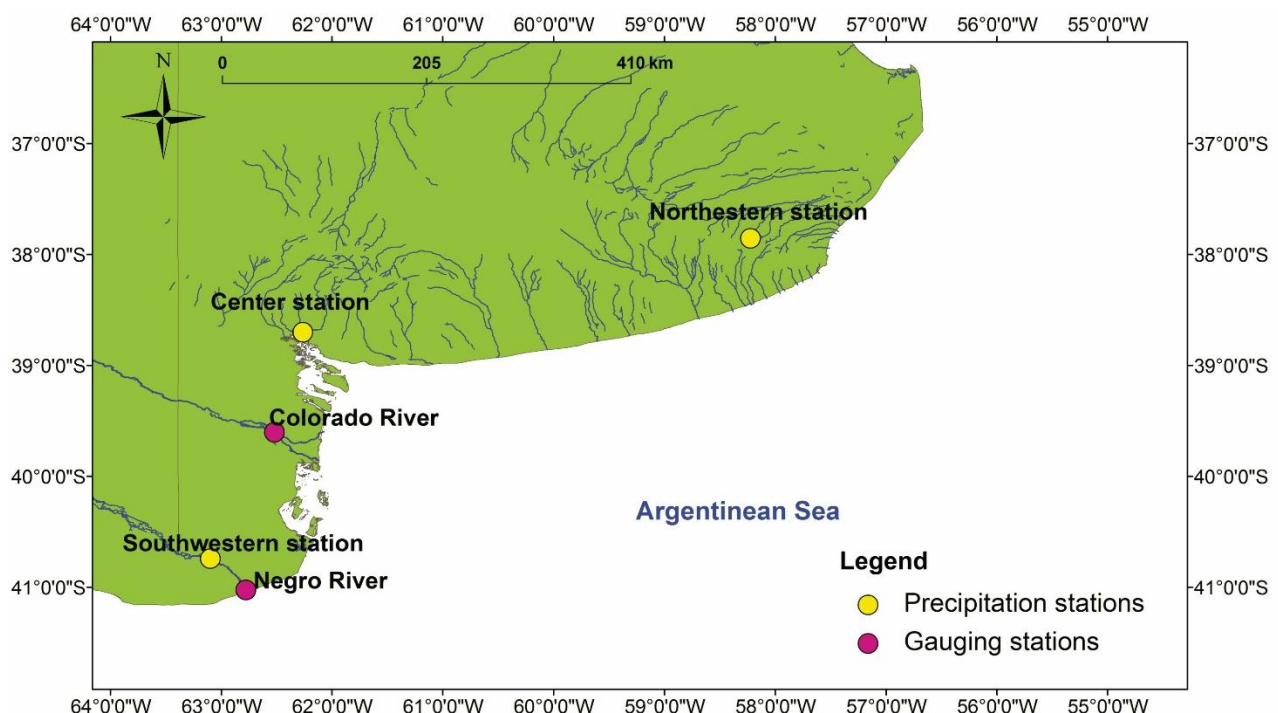 64°0'0"W 63°0'0"W 62°0'0"W 61°0'0"W 60°0'0"W 59°0'0"W 58°0'0"W 57°0'0"W 56°0'0"W 55°0'0"W
N
0 205 410 km
37°0'0"S 37°0'0"S
Northestern station
38°0'0"S 38°0'0"S
Center station
39°0'0"S 39°0'0"S
Colorado River
40°0'0"S 40°0'0"S
Argentinean Sea
Southwestern station
Legend
Negro River
41°0'0"S 41°0'0"S
Precipitation stations
Gauging stations
64°0'0"W 63°0'0"W 62°0'0"W 61°0'0"W 60°0'0"W 59°0'0"W 58°0'0"W 57°0'0"W 56°0'0"W 55°0'0"W